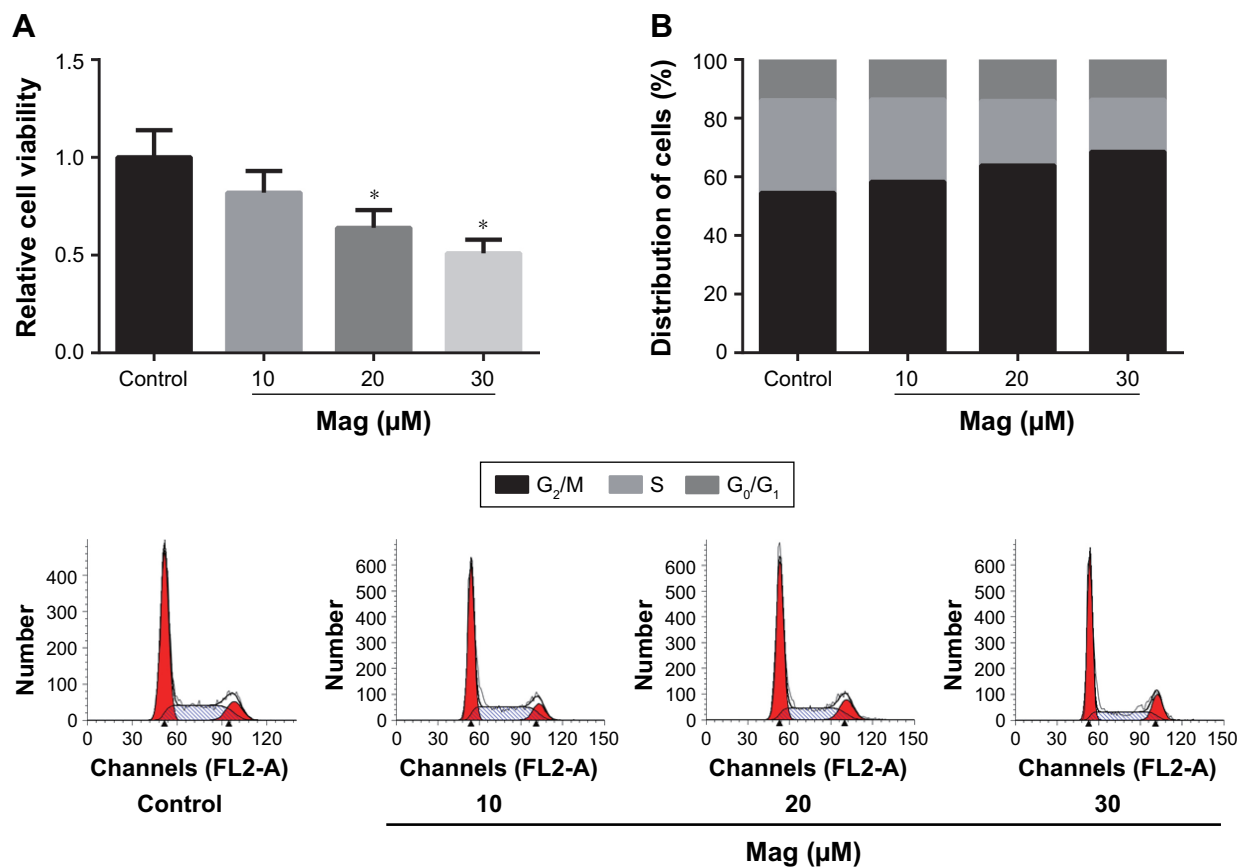 A
Relative cell viability
1.5
1.0
0.5
0.0
*
*
Control 10 20 30
Mag (µM)
B
Distribution of cells (%)
100
80
60
40
20
0
Control 10 20 30
Mag (µM)
G₂/M S G₀/G₁
Number
400
300
200
100
0
0 30 60 90 120
Channels (FL2-A)
Control
Number
600
500
400
300
200
100
0
0 30 60 90 120 150
Channels (FL2-A)
10
Number
600
500
400
300
200
100
0
0 30 60 90 120 150
Channels (FL2-A)
20
Number
600
500
400
300
200
100
0
0 30 60 90 120 150
Channels (FL2-A)
30
Mag (µM)